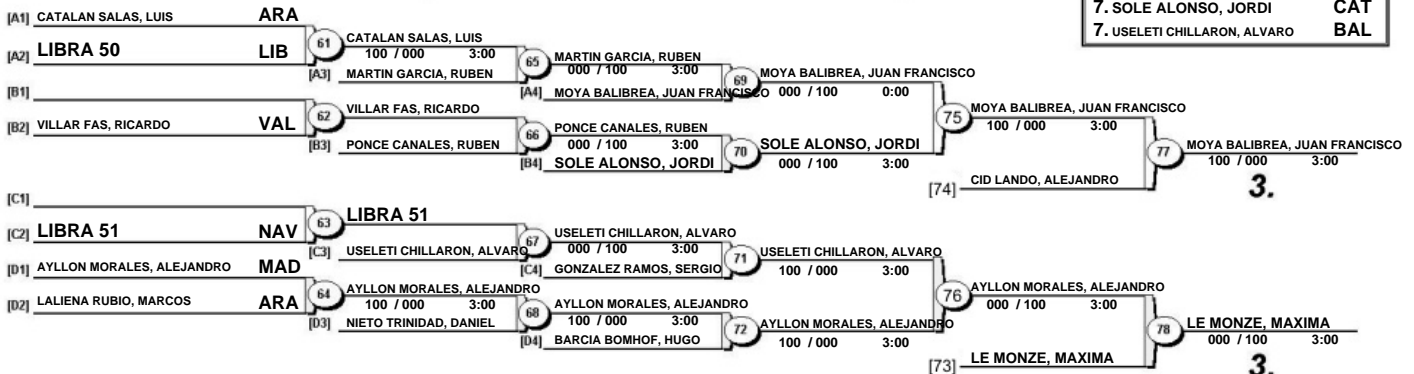 7. SOLE ALONSO, JORDI CAT
7. USELETI CHILLARON, ALVARO BAL
[A1] CATALAN SALAS, LUIS ARA
[A2] LIBRA 50 LIB
61 CATALAN SALAS, LUIS
100 / 000 3:00
[A3] MARTIN GARCIA, RUBEN
65 MARTIN GARCIA, RUBEN
000 / 100 3:00
[A4] MOYA BALIBREA, JUAN FRANCISCO
69 MOYA BALIBREA, JUAN FRANCISCO
000 / 100 0:00
[B1]
[B2] VILLAR FAS, RICARDO VAL
62 VILLAR FAS, RICARDO
[B3] PONCE CANALES, RUBEN
66 PONCE CANALES, RUBEN
000 / 100 3:00
[B4] SOLE ALONSO, JORDI
70 SOLE ALONSO, JORDI
000 / 100 3:00
75 MOYA BALIBREA, JUAN FRANCISCO
100 / 000 3:00
[74] CID LANDO, ALEJANDRO
77 MOYA BALIBREA, JUAN FRANCISCO
100 / 000 3:00
3.
[C1]
[C2] LIBRA 51 NAV
63 LIBRA 51
[C3] USELETI CHILLARON, ALVARO
67 USELETI CHILLARON, ALVARO
000 / 100 3:00
[C4] GONZALEZ RAMOS, SERGIO
71 USELETI CHILLARON, ALVARO
100 / 000 3:00
[D1] AYLLON MORALES, ALEJANDRO MAD
[D2] LALIENA RUBIO, MARCOS ARA
64 AYLLON MORALES, ALEJANDRO
100 / 000 3:00
[D3] NIETO TRINIDAD, DANIEL
68 AYLLON MORALES, ALEJANDRO
100 / 000 3:00
[D4] BARCIA BOMHOF, HUGO
72 AYLLON MORALES, ALEJANDRO
100 / 000 3:00
76 AYLLON MORALES, ALEJANDRO
000 / 100 3:00
[73] LE MONZE, MAXIMA
78 LE MONZE, MAXIMA
000 / 100 3:00
3.